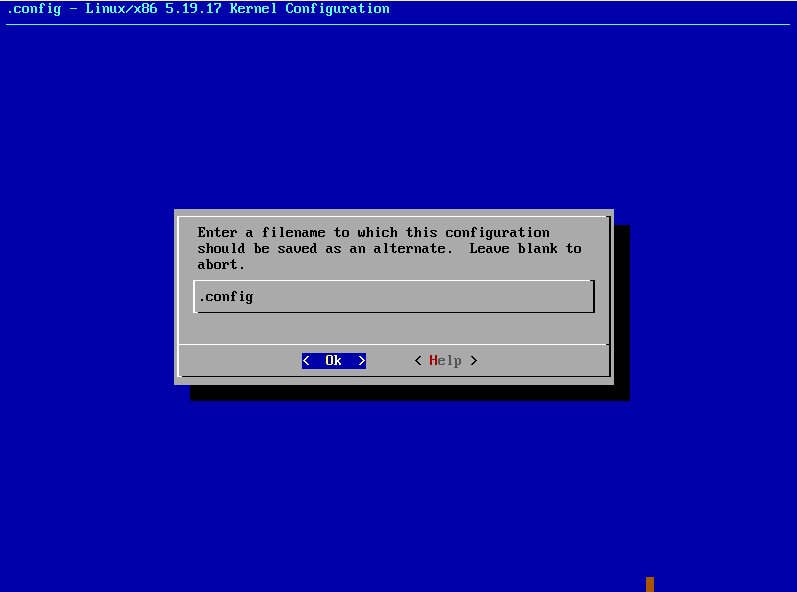 .config - Linux/x86 5.19.17 Kernel Configuration
Enter a filename to which this configuration
should be saved as an alternate.  Leave blank to
abort.
.config
<  Ok  > < Help >